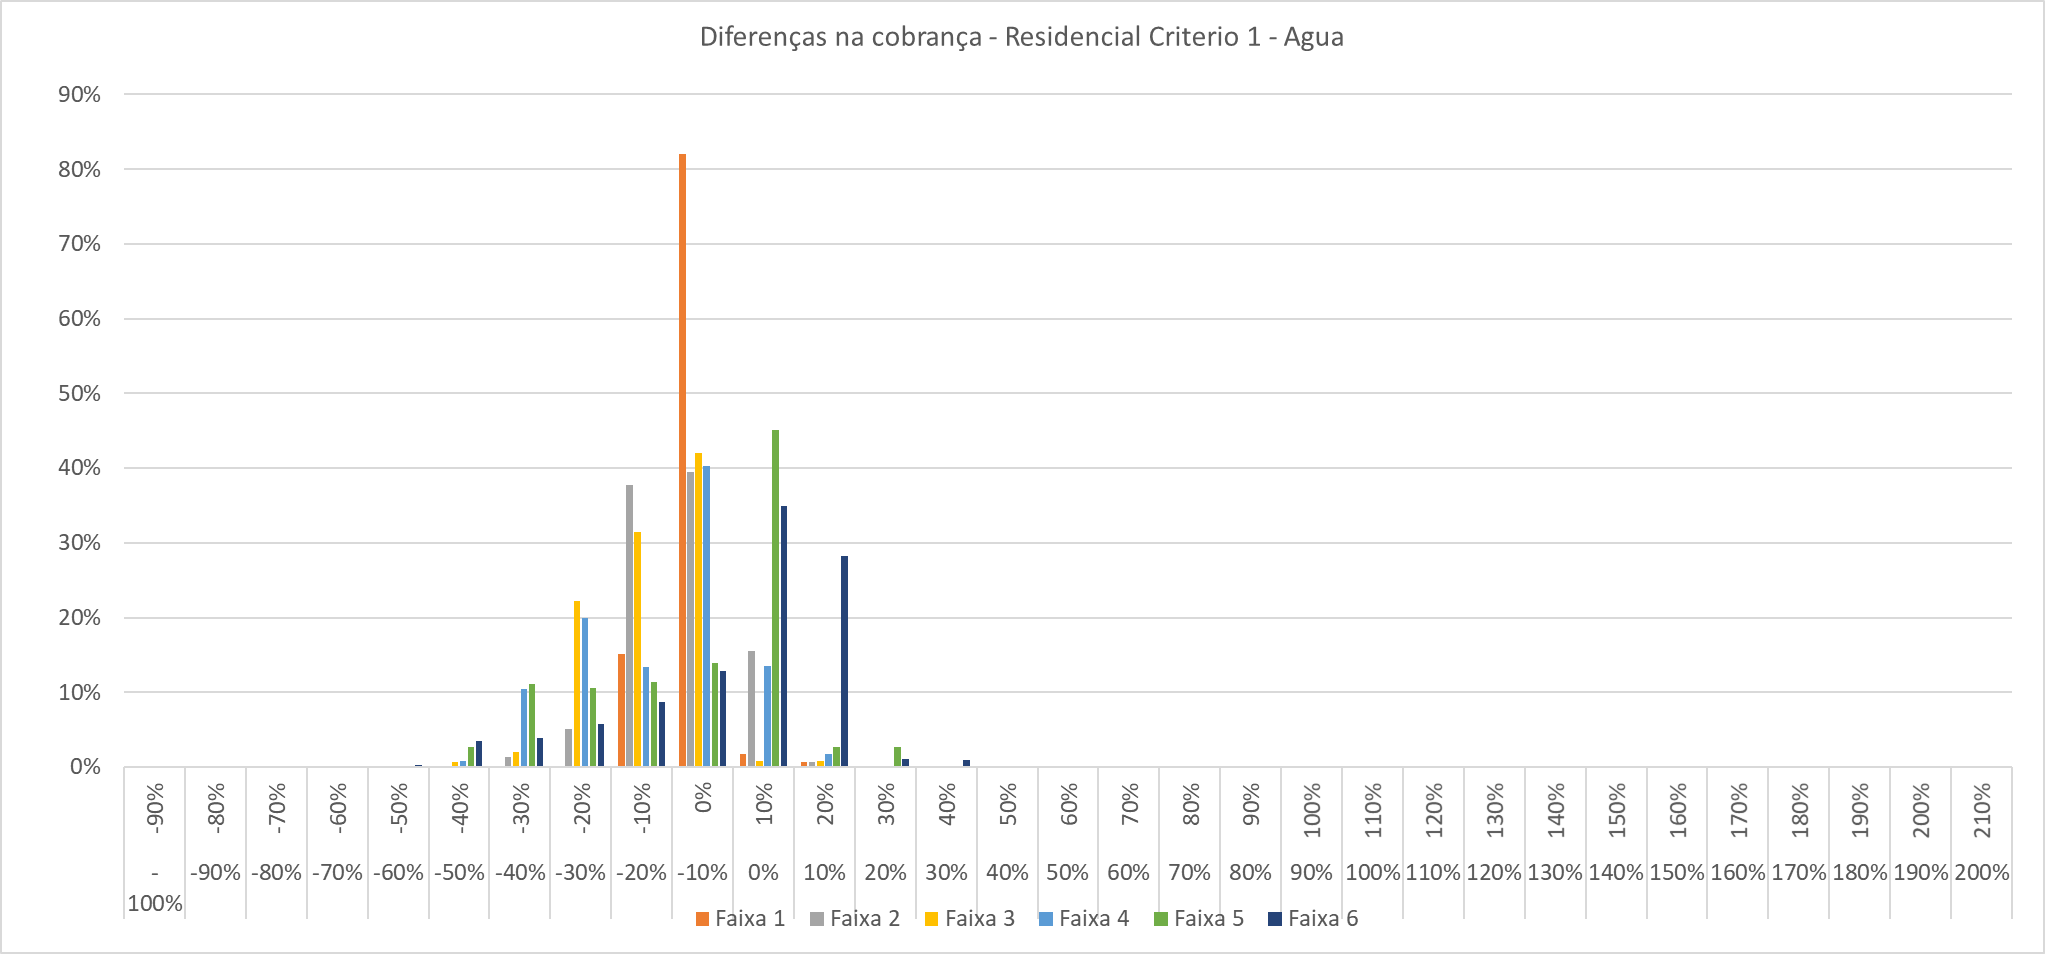 Diferenças na cobrança - Residencial Criterio 1 - Agua
90%
80%
70%
60%
50%
40%
30%
20%
10%
0%
-90% -80% -70% -60% -50% -40% -30% -20% -10% 0% 10% 20% 30% 40% 50% 60% 70% 80% 90% 100% 110% 120% 130% 140% 150% 160% 170% 180% 190% 200% 210%
- -90% -80% -70% -60% -50% -40% -30% -20% -10% 0% 10% 20% 30% 40% 50% 60% 70% 80% 90% 100% 110% 120% 130% 140% 150% 160% 170% 180% 190% 200%
100%
Faixa 1 Faixa 2 Faixa 3 Faixa 4 Faixa 5 Faixa 6